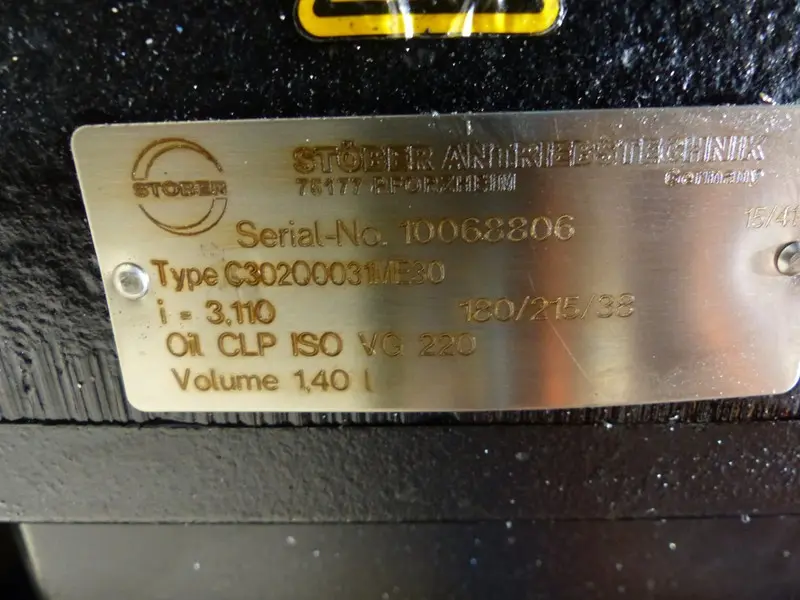 STÖBER
STÖBER ANTRIEBSTECHNIK
75177 PFORZHEIM Germany
Serial-No. 10068806
15/41
Type C302Q0031ME30
i = 3,110 180/215/38
Oil CLP ISO VG 220
Volume 1,40 l